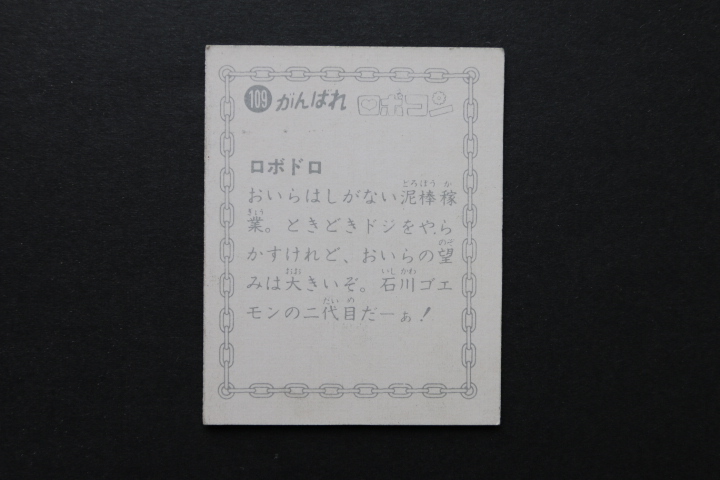 109 がんばれ ロボコン
ロボドロ
おいらはしがない泥棒稼
業。ときどきドジをやら
かすけれど、おいらの望
みは大きいぞ。石川ゴエ
モンの二代目だーぁ！